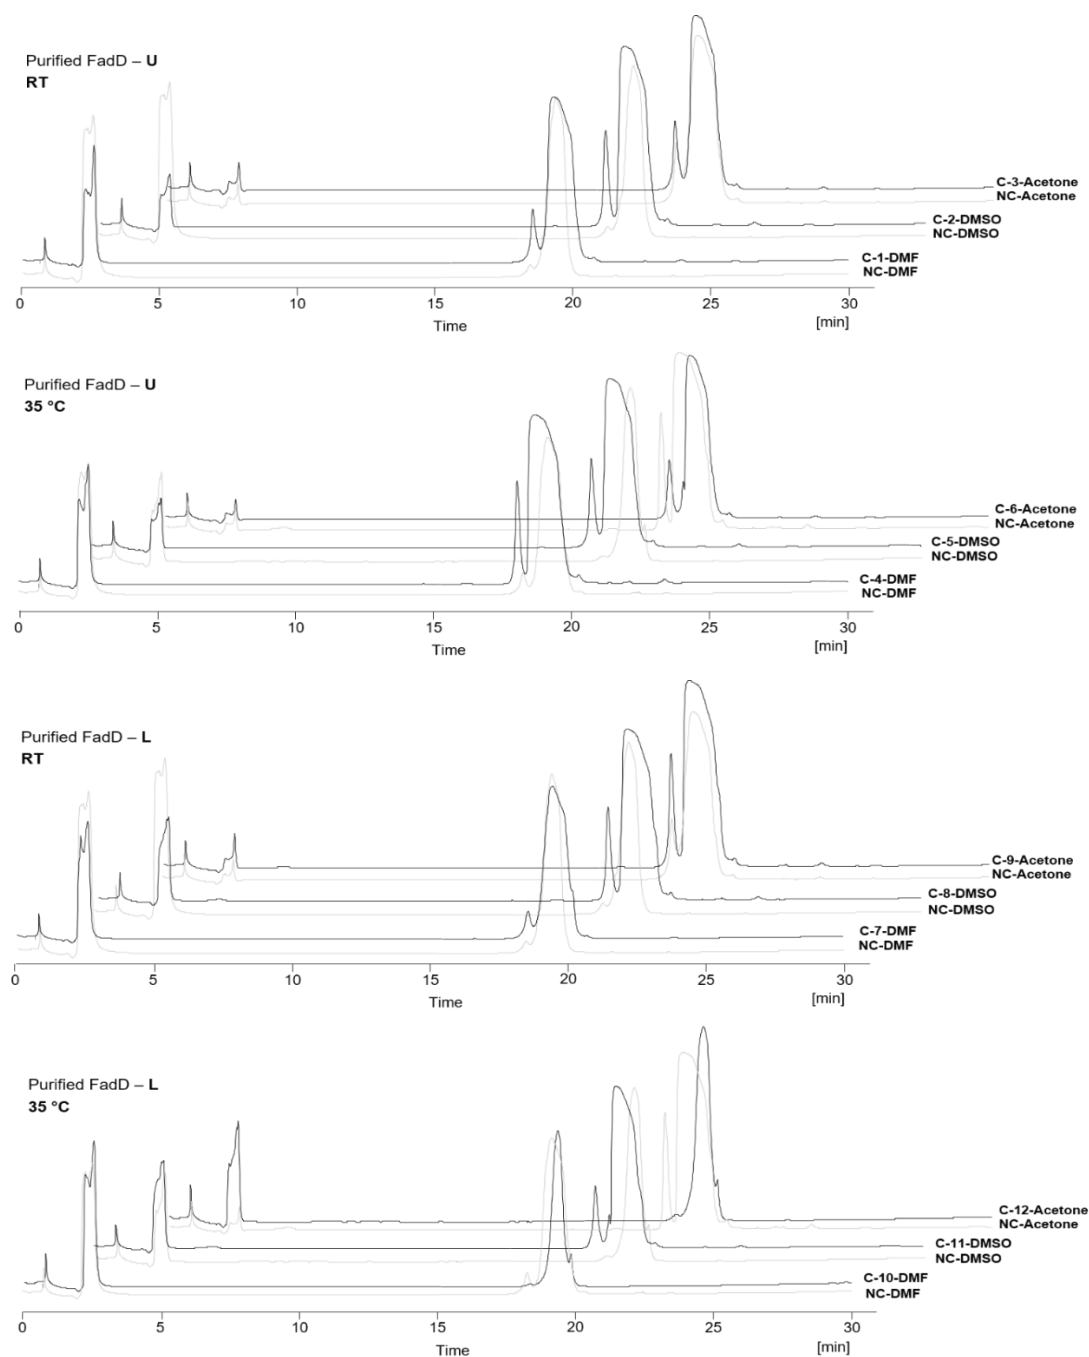 Purified FadD – U
RT
C-3-Acetone
NC-Acetone
C-2-DMSO
NC-DMSO
C-1-DMF
NC-DMF
0 5 10 15 20 25 30
Time [min]
Purified FadD – U
35 °C
C-6-Acetone
NC-Acetone
C-5-DMSO
NC-DMSO
C-4-DMF
NC-DMF
0 5 10 15 20 25 30
Time [min]
Purified FadD – L
RT
C-9-Acetone
NC-Acetone
C-8-DMSO
NC-DMSO
C-7-DMF
NC-DMF
0 5 10 15 20 25 30
Time [min]
Purified FadD – L
35 °C
C-12-Acetone
NC-Acetone
C-11-DMSO
NC-DMSO
C-10-DMF
NC-DMF
0 5 10 15 20 25 30
Time [min]